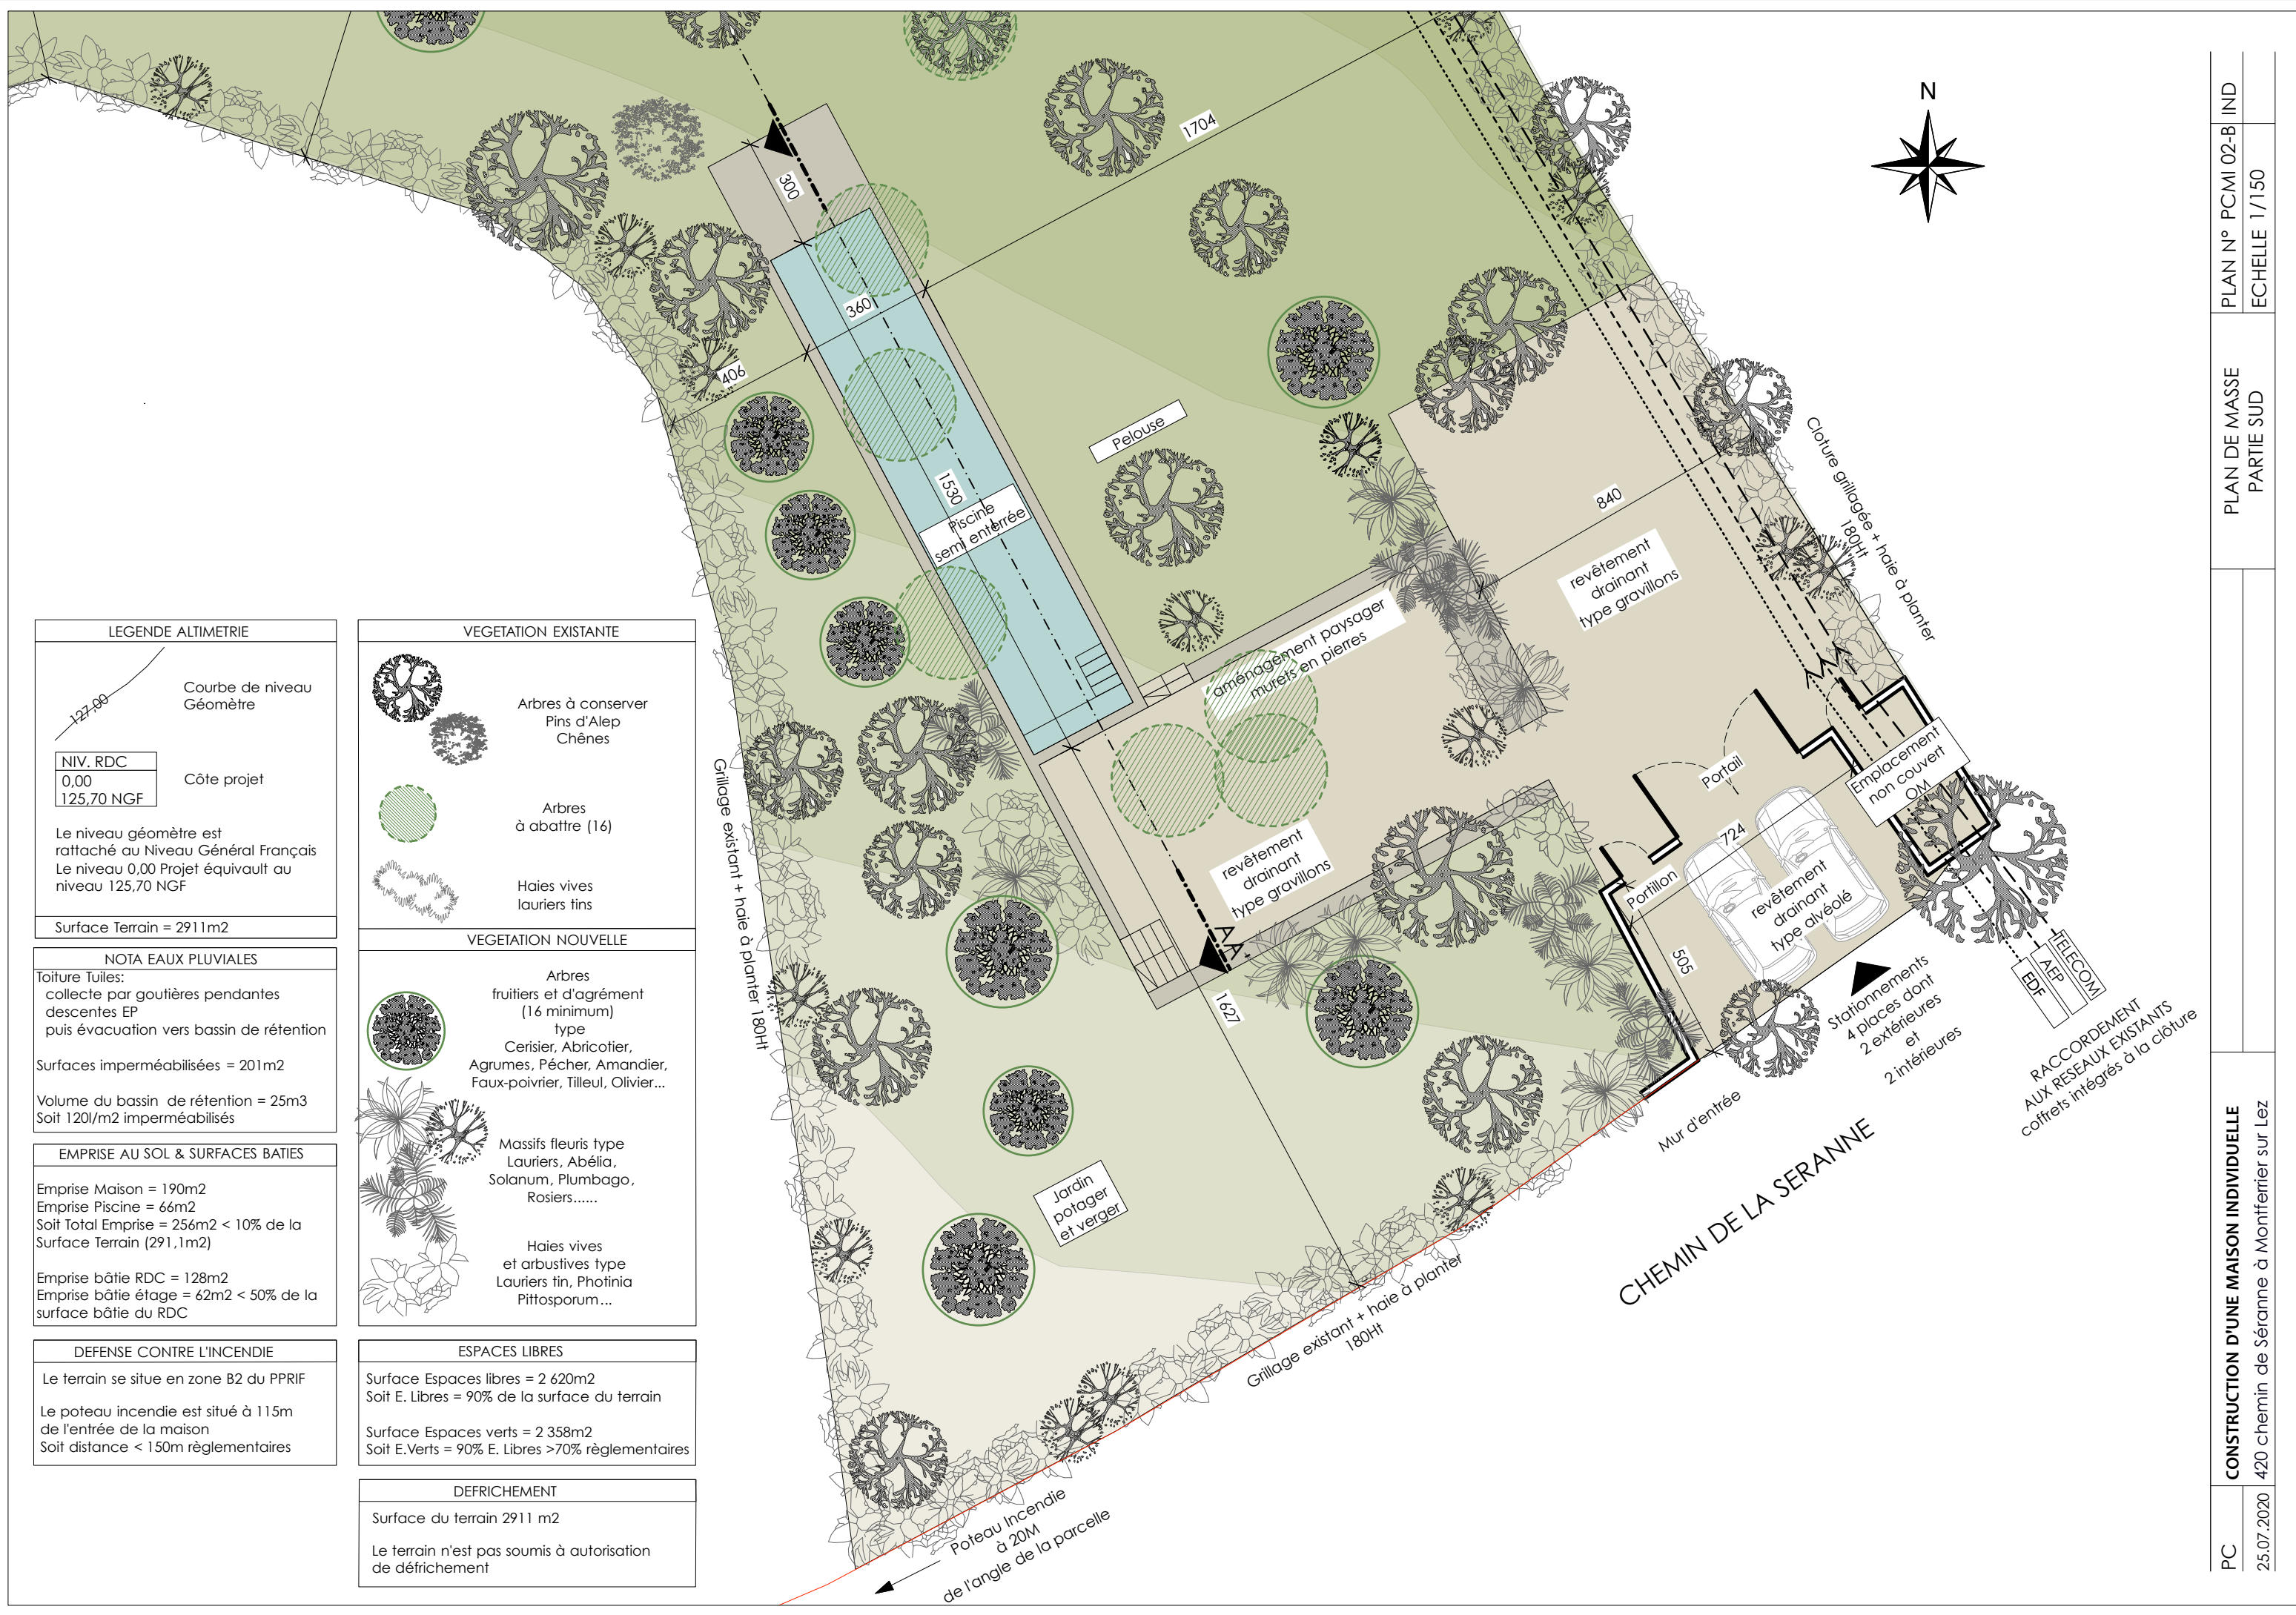 LEGENDE ALTIMETRIE
127,00
Courbe de niveau
Géomètre
NIV. RDC
0,00
125,70 NGF
Côte projet
Le niveau géomètre est
rattaché au Niveau Général Français
Le niveau 0,00 Projet équivault au
niveau 125,70 NGF
Surface Terrain = 2911m2
NOTA EAUX PLUVIALES
Toiture Tuiles:
collecte par goutières pendantes
descentes EP
puis évacuation vers bassin de rétention
Surfaces imperméabilisées = 201m2
Volume du bassin de rétention = 25m3
Soit 120l/m2 imperméabilisés
EMPRISE AU SOL & SURFACES BATIES
Emprise Maison = 190m2
Emprise Piscine = 66m2
Soit Total Emprise = 256m2 < 10% de la
Surface Terrain (291,1m2)
Emprise bâtie RDC = 128m2
Emprise bâtie étage = 62m2 < 50% de la
surface bâtie du RDC
DEFENSE CONTRE L'INCENDIE
Le terrain se situe en zone B2 du PPRIF
Le poteau incendie est situé à 115m
de l'entrée de la maison
Soit distance < 150m règlementaires
VEGETATION EXISTANTE
Arbres à conserver
Pins d'Alep
Chênes
Arbres
à abattre (16)
Haies vives
lauriers tins
VEGETATION NOUVELLE
Arbres
fruitiers et d'agrément
(16 minimum)
type
Cerisier, Abricotier,
Agrumes, Pécher, Amandier,
Faux-poivrier, Tilleul, Olivier...
Massifs fleuris type
Lauriers, Abélia,
Solanum, Plumbago,
Rosiers......
Haies vives
et arbustives type
Lauriers tin, Photinia
Pittosporum...
ESPACES LIBRES
Surface Espaces libres = 2 620m2
Soit E. Libres = 90% de la surface du terrain
Surface Espaces verts = 2 358m2
Soit E.Verts = 90% E. Libres >70% règlementaires
DEFRICHEMENT
Surface du terrain 2911 m2
Le terrain n'est pas soumis à autorisation
de défrichement
300
1704
360
406
1530
Piscine
semi enterrée
Pelouse
840
revêtement
drainant
type gravillons
Cloture grillagée + haie à planter
180Ht
aménagement paysager
murets en pierres
revêtement
drainant
type gravillons
AA'
1627
Grillage existant + haie à planter 180Ht
Portail
Portillon
724
505
Emplacement
non couvert
OM
revêtement
drainant
type alvéolé
Stationnements
4 places dont
2 extérieures
et
2 intérieures
EDF
AEP
TELECOM
RACCORDEMENT
AUX RESEAUX EXISTANTS
coffrets intégrés à la clôture
Mur d'entrée
CHEMIN DE LA SERANNE
Jardin
potager
et verger
Grillage existant + haie à planter
180Ht
Poteau Incendie
à 20M
de l'angle de la parcelle
N
PLAN N° PCMI 02-B IND
ECHELLE 1/150
PLAN DE MASSE
PARTIE SUD
CONSTRUCTION D'UNE MAISON INDIVIDUELLE
420 chemin de Séranne à Montferrier sur Lez
PC
25.07.2020